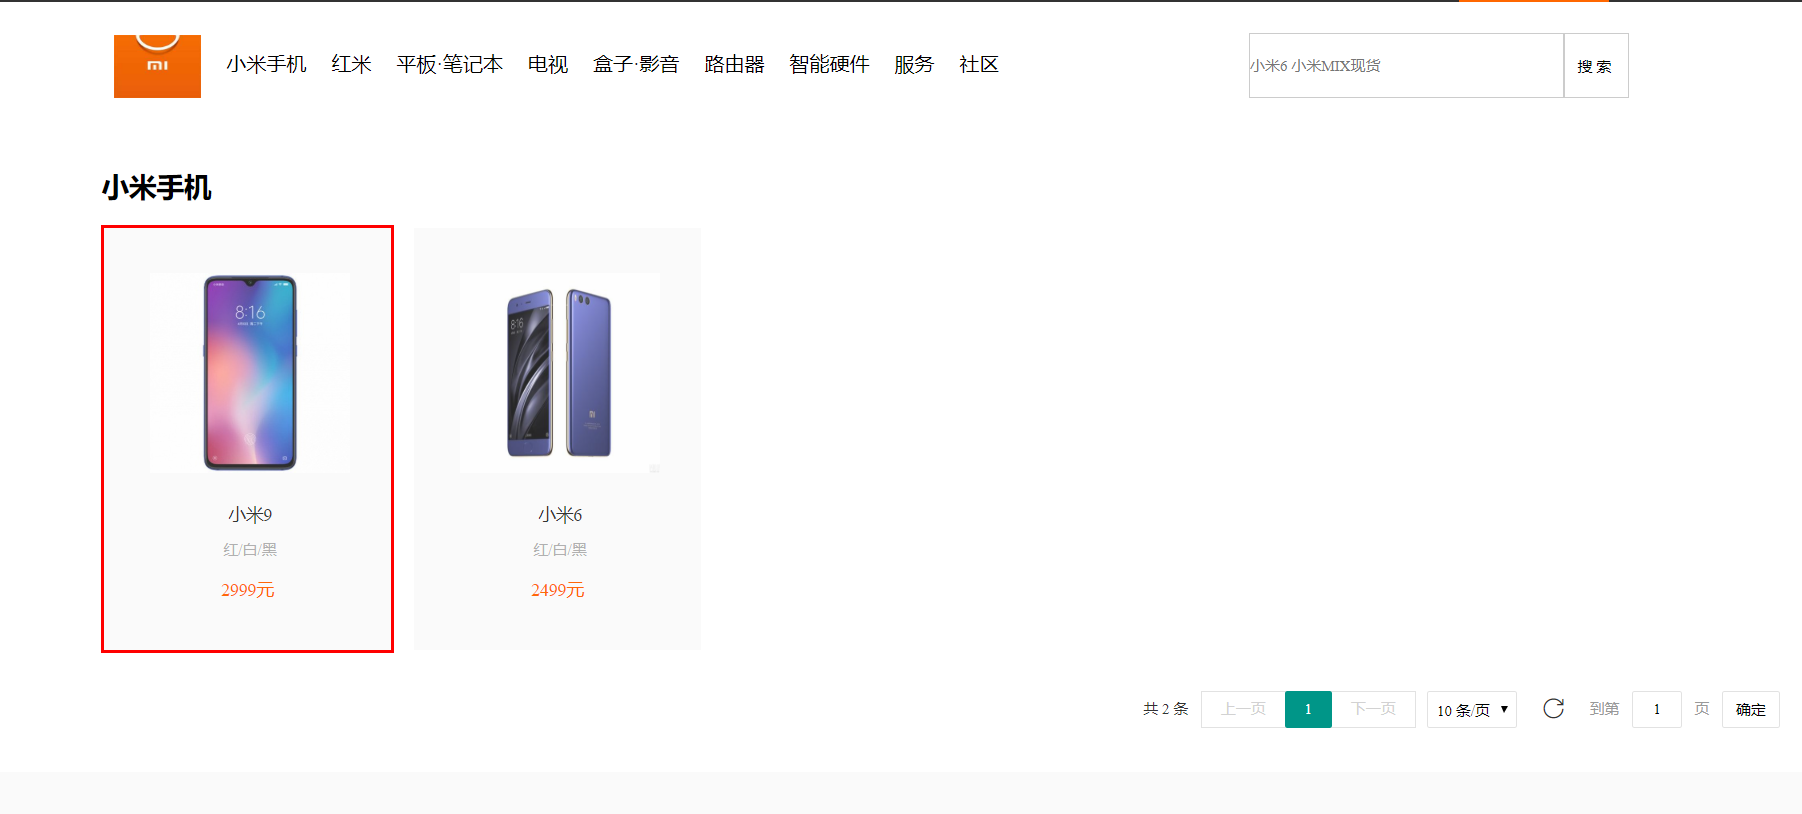 MI
小米手机 红米 平板·笔记本 电视 盒子·影音 路由器 智能硬件 服务 社区
小米6 小米MIX现货 搜 索
小米手机
8:16
8:16
小米9
小米6
红/白/黑
红/白/黑
2999元
2499元
共 2 条 上一页 1 下一页 10 条/页 到第 1 页 确定